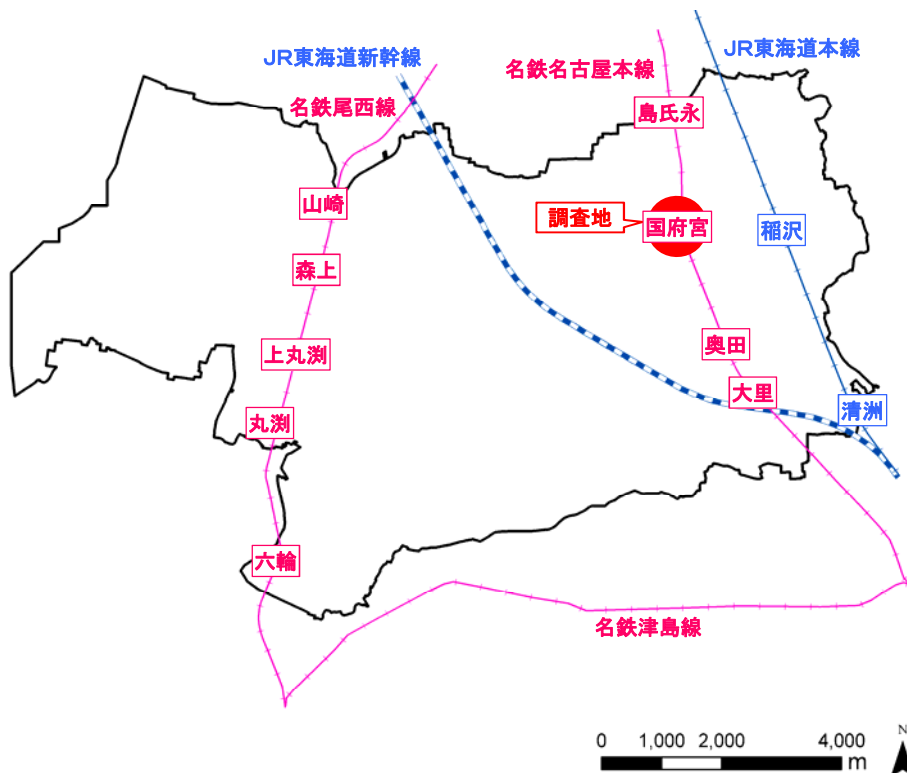 JR東海道新幹線
JR東海道本線
名鉄名古屋本線
名鉄尾西線
島氏永
山崎
調査地
国府宮
稲沢
森上
奥田
上丸渕
大里
清洲
丸渕
六輪
名鉄津島線
N
0 1,000 2,000 4,000
m